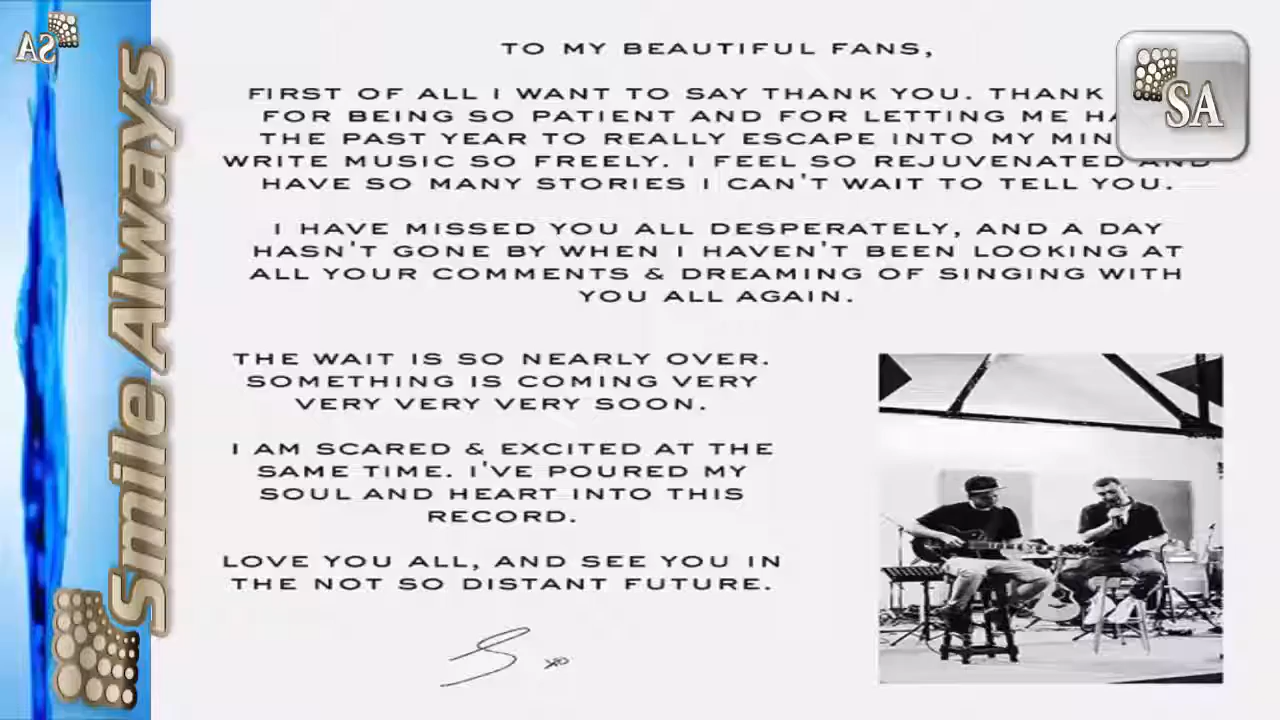 TO MY BEAUTIFUL FANS,
FIRST OF ALL I WANT TO SAY THANK YOU. THANK
FOR BEING SO PATIENT AND FOR LETTING ME
THE PAST YEAR TO REALLY ESCAPE INTO MY
WRITE MUSIC SO FREELY. I FEEL SO REJUVENATED AND
HAVE SO MANY STORIES I CAN'T WAIT TO TELL YOU.
I HAVE MISSED YOU ALL DESPERATELY, AND A DAY
HASN'T GONE BY WHEN I HAVEN'T BEEN LOOKING AT
ALL YOUR COMMENTS & DREAMING OF SINGING WITH
YOU ALL AGAIN.
THE WAIT IS SO NEARLY OVER.
SOMETHING IS COMING VERY
VERY VERY VERY SOON.
I AM SCARED & EXCITED AT THE
SAME TIME. I'VE POURED MY
SOUL AND HEART INTO THIS
RECORD.
LOVE YOU ALL, AND SEE YOU IN
THE NOT SO DISTANT FUTURE.
S xo
Smile Always
SA
SA